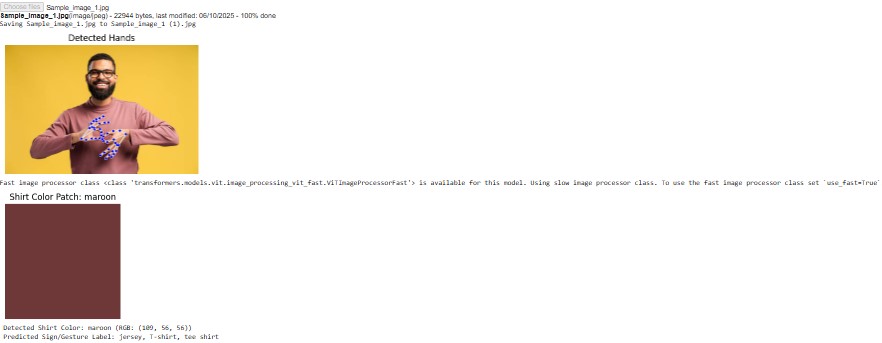 Choose files Sample_image_1.jpg
Sample_image_1.jpg(image/jpeg) - 22944 bytes, last modified: 06/10/2025 - 100% done
Saving Sample_image_1.jpg to Sample_image_1 (1).jpg
Detected Hands
Fast image processor class <class 'transformers.models.vit.image_processing_vit_fast.ViTImageProcessorFast'> is available for this model. Using slow image processor class. To use the fast image processor class set `use_fast=True`
Shirt Color Patch: maroon
Detected Shirt Color: maroon (RGB: (109, 56, 56))
Predicted Sign/Gesture Label: jersey, T-shirt, tee shirt